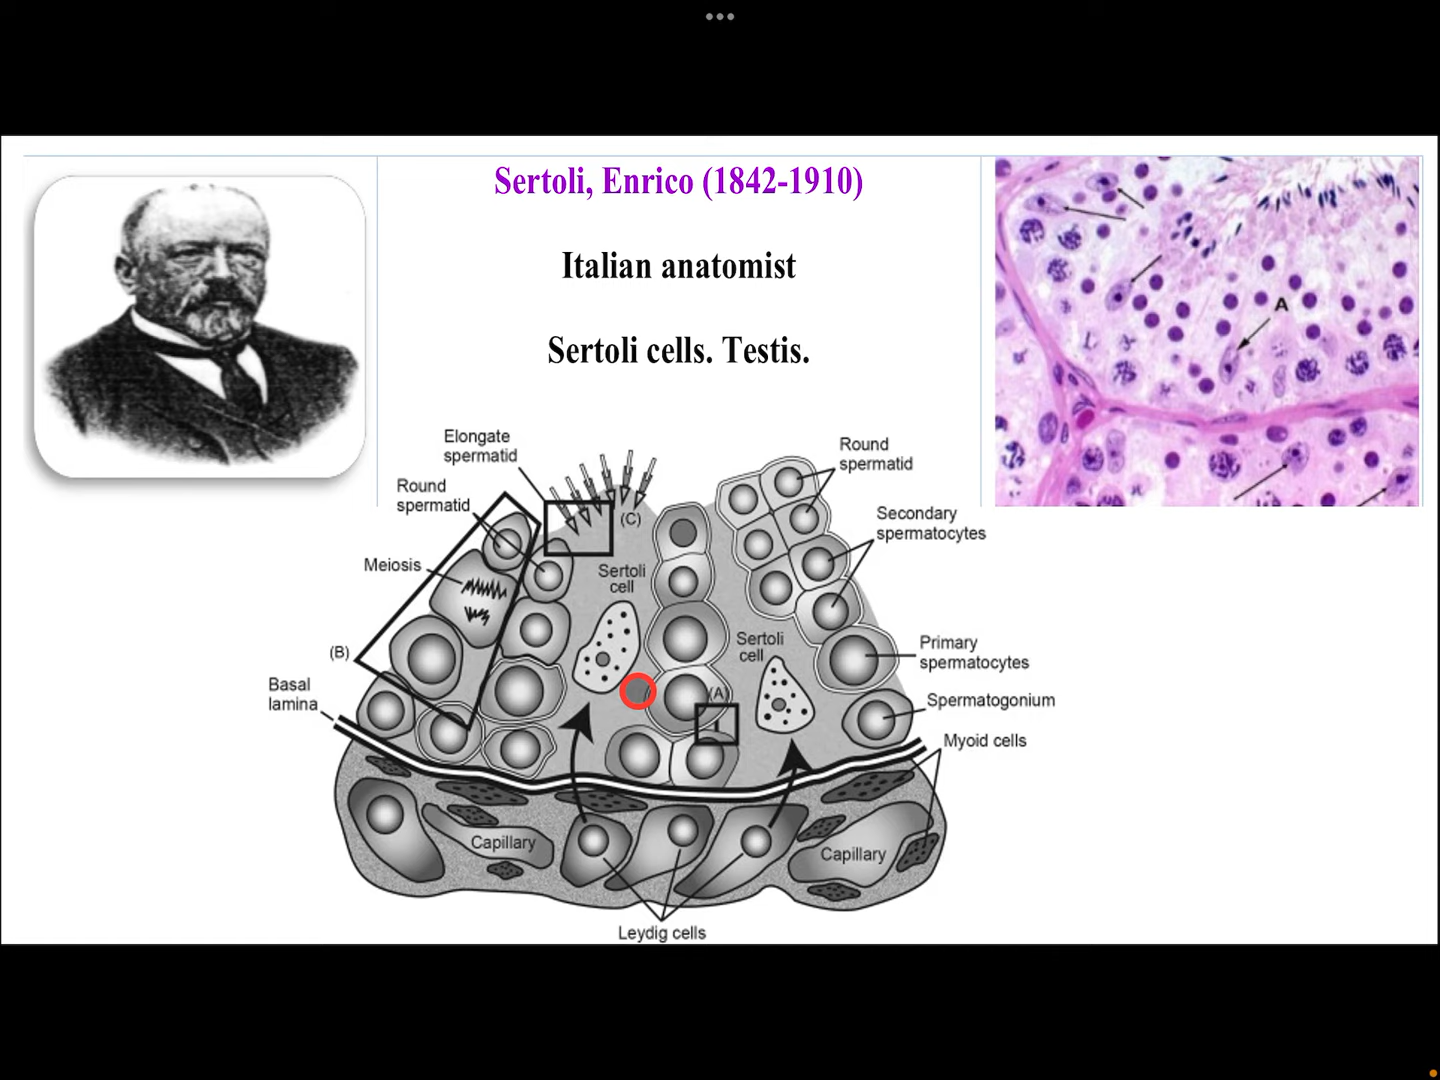 Sertoli, Enrico (1842-1910)
Italian anatomist
Sertoli cells. Testis.
A
Elongate
spermatid
Round
spermatid
Meiosis
(B)
Basal
lamina
(C)
Sertoli
cell
(A)
Sertoli
cell
Round
spermatid
Secondary
spermatocytes
Primary
spermatocytes
Spermatogonium
Myoid cells
Capillary
Capillary
Leydig cells